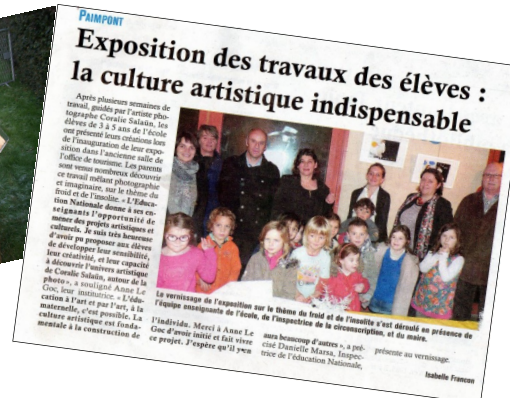 PAIMPONT
Exposition des travaux des élèves :
la culture artistique indispensable
Après plusieurs semaines de
travail, guidés par l'artiste pho-
tographe Coralie Salaün, les
élèves de 3 à 5 ans de l'école
ont présenté leurs créations lors
de l'inauguration de leur expo-
sition dans l'ancienne salle de
l'office de tourisme. Les parents
sont venus nombreux découvrir
ce travail mêlant photographie
et imaginaire, sur le thème du
froid et de l'insolite. « L'Educa-
tion Nationale donne à ses en-
seignants l'opportunité de
mener des projets artistiques et
culturels. Je suis très heureuse
d'avoir pu proposer aux élèves
de développer leur sensibilité,
leur créativité, et leur capacité
à découvrir l'univers artistique
de Coralie Salaün, autour de la
photo », a souligné Anne Le
Goc, leur institutrice. « L'édu-
cation à l'art et par l'art, à la
maternelle, c'est possible. La
culture artistique est fonda-
mentale à la construction de
Le vernissage de l'exposition sur le thème du froid et de l'insolite s'est déroulé en présence de
l'équipe enseignante de l'école, de l'inspectrice de la circonscription, et du maire.
l'individu. Merci à Anne Le
Goc d'avoir initié et fait vivre
ce projet. J'espère qu'il y en
aura beaucoup d'autres », a pré-
cisé Danielle Marsa, Inspec-
trice de l'éducation Nationale,
présente au vernissage.
Isabelle Francon